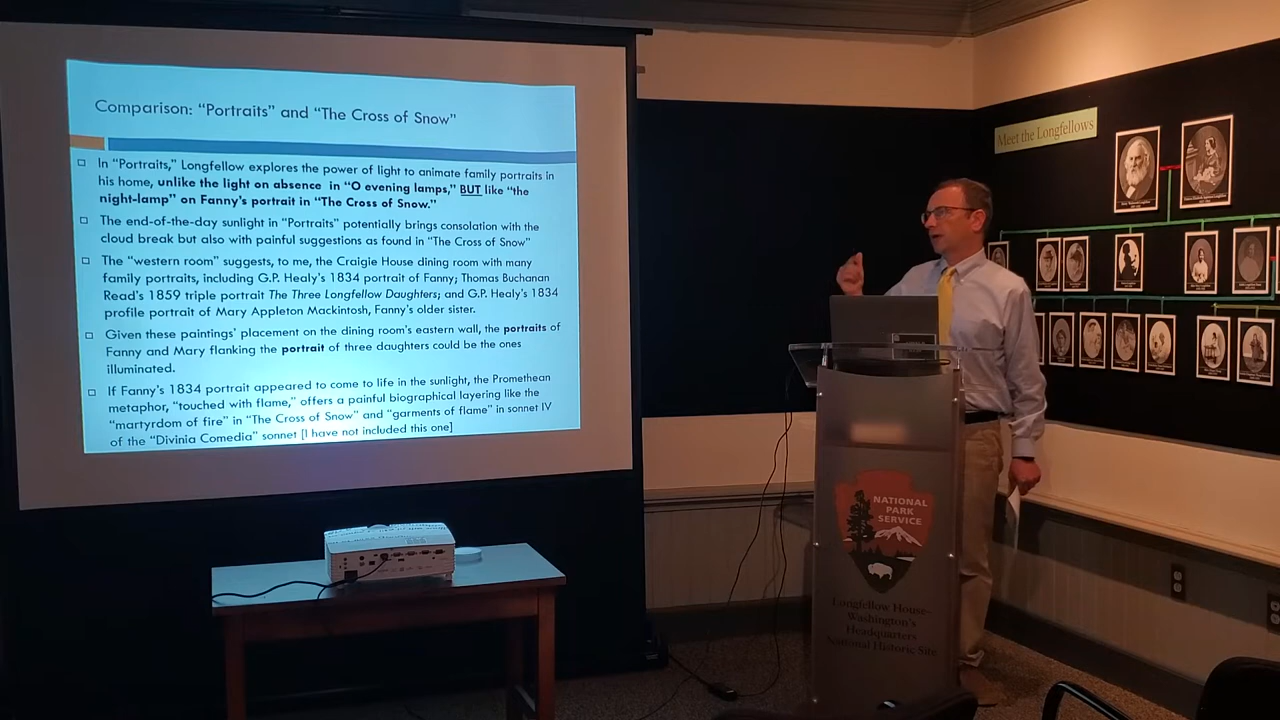 Comparison: "Portraits" and "The Cross of Snow"
In "Portraits," Longfellow explores the power of light to animate family portraits in
his home, unlike the light on absence in "O evening lamps," BUT like "the
night-lamp" on Fanny's portrait in "The Cross of Snow."
The end-of-the-day sunlight in "Portraits" potentially brings consolation with the
cloud break but also with painful suggestions as found in "The Cross of Snow"
The "western room" suggests, to me, the Craigie House dining room with many
family portraits, including G.P. Healy's 1834 portrait of Fanny; Thomas Buchanan
Read's 1859 triple portrait The Three Longfellow Daughters; and G.P. Healy's 1834
profile portrait of Mary Appleton Mackintosh, Fanny's older sister.
Given these paintings' placement on the dining room's eastern wall, the portraits of
Fanny and Mary flanking the portrait of three daughters could be the ones
illuminated.
If Fanny's 1834 portrait appeared to come to life in the sunlight, the Promethean
metaphor, "touched with flame," offers a painful biographical layering like the
"martyrdom of fire" in "The Cross of Snow" and "garments of flame" in sonnet IV
of the "Divinia Comedia" sonnet [I have not included this one]
Meet the Longfellows
NATIONAL
PARK
SERVICE
Longfellow House-
Washington's
Headquarters
National Historic Site